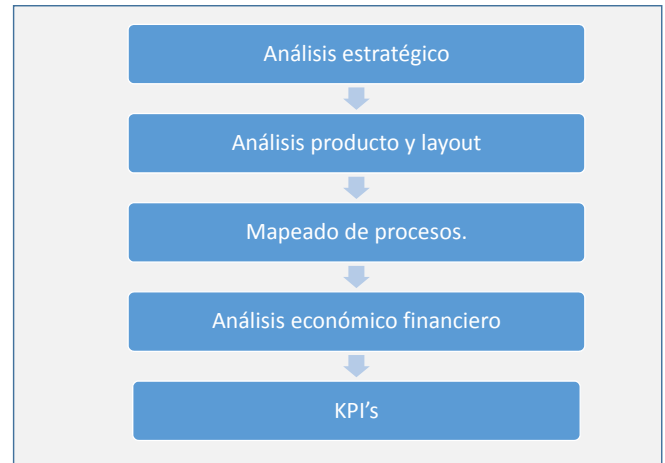 Análisis estratégico
Análisis producto y layout
Mapeado de procesos.
Análisis económico financiero
KPI’s